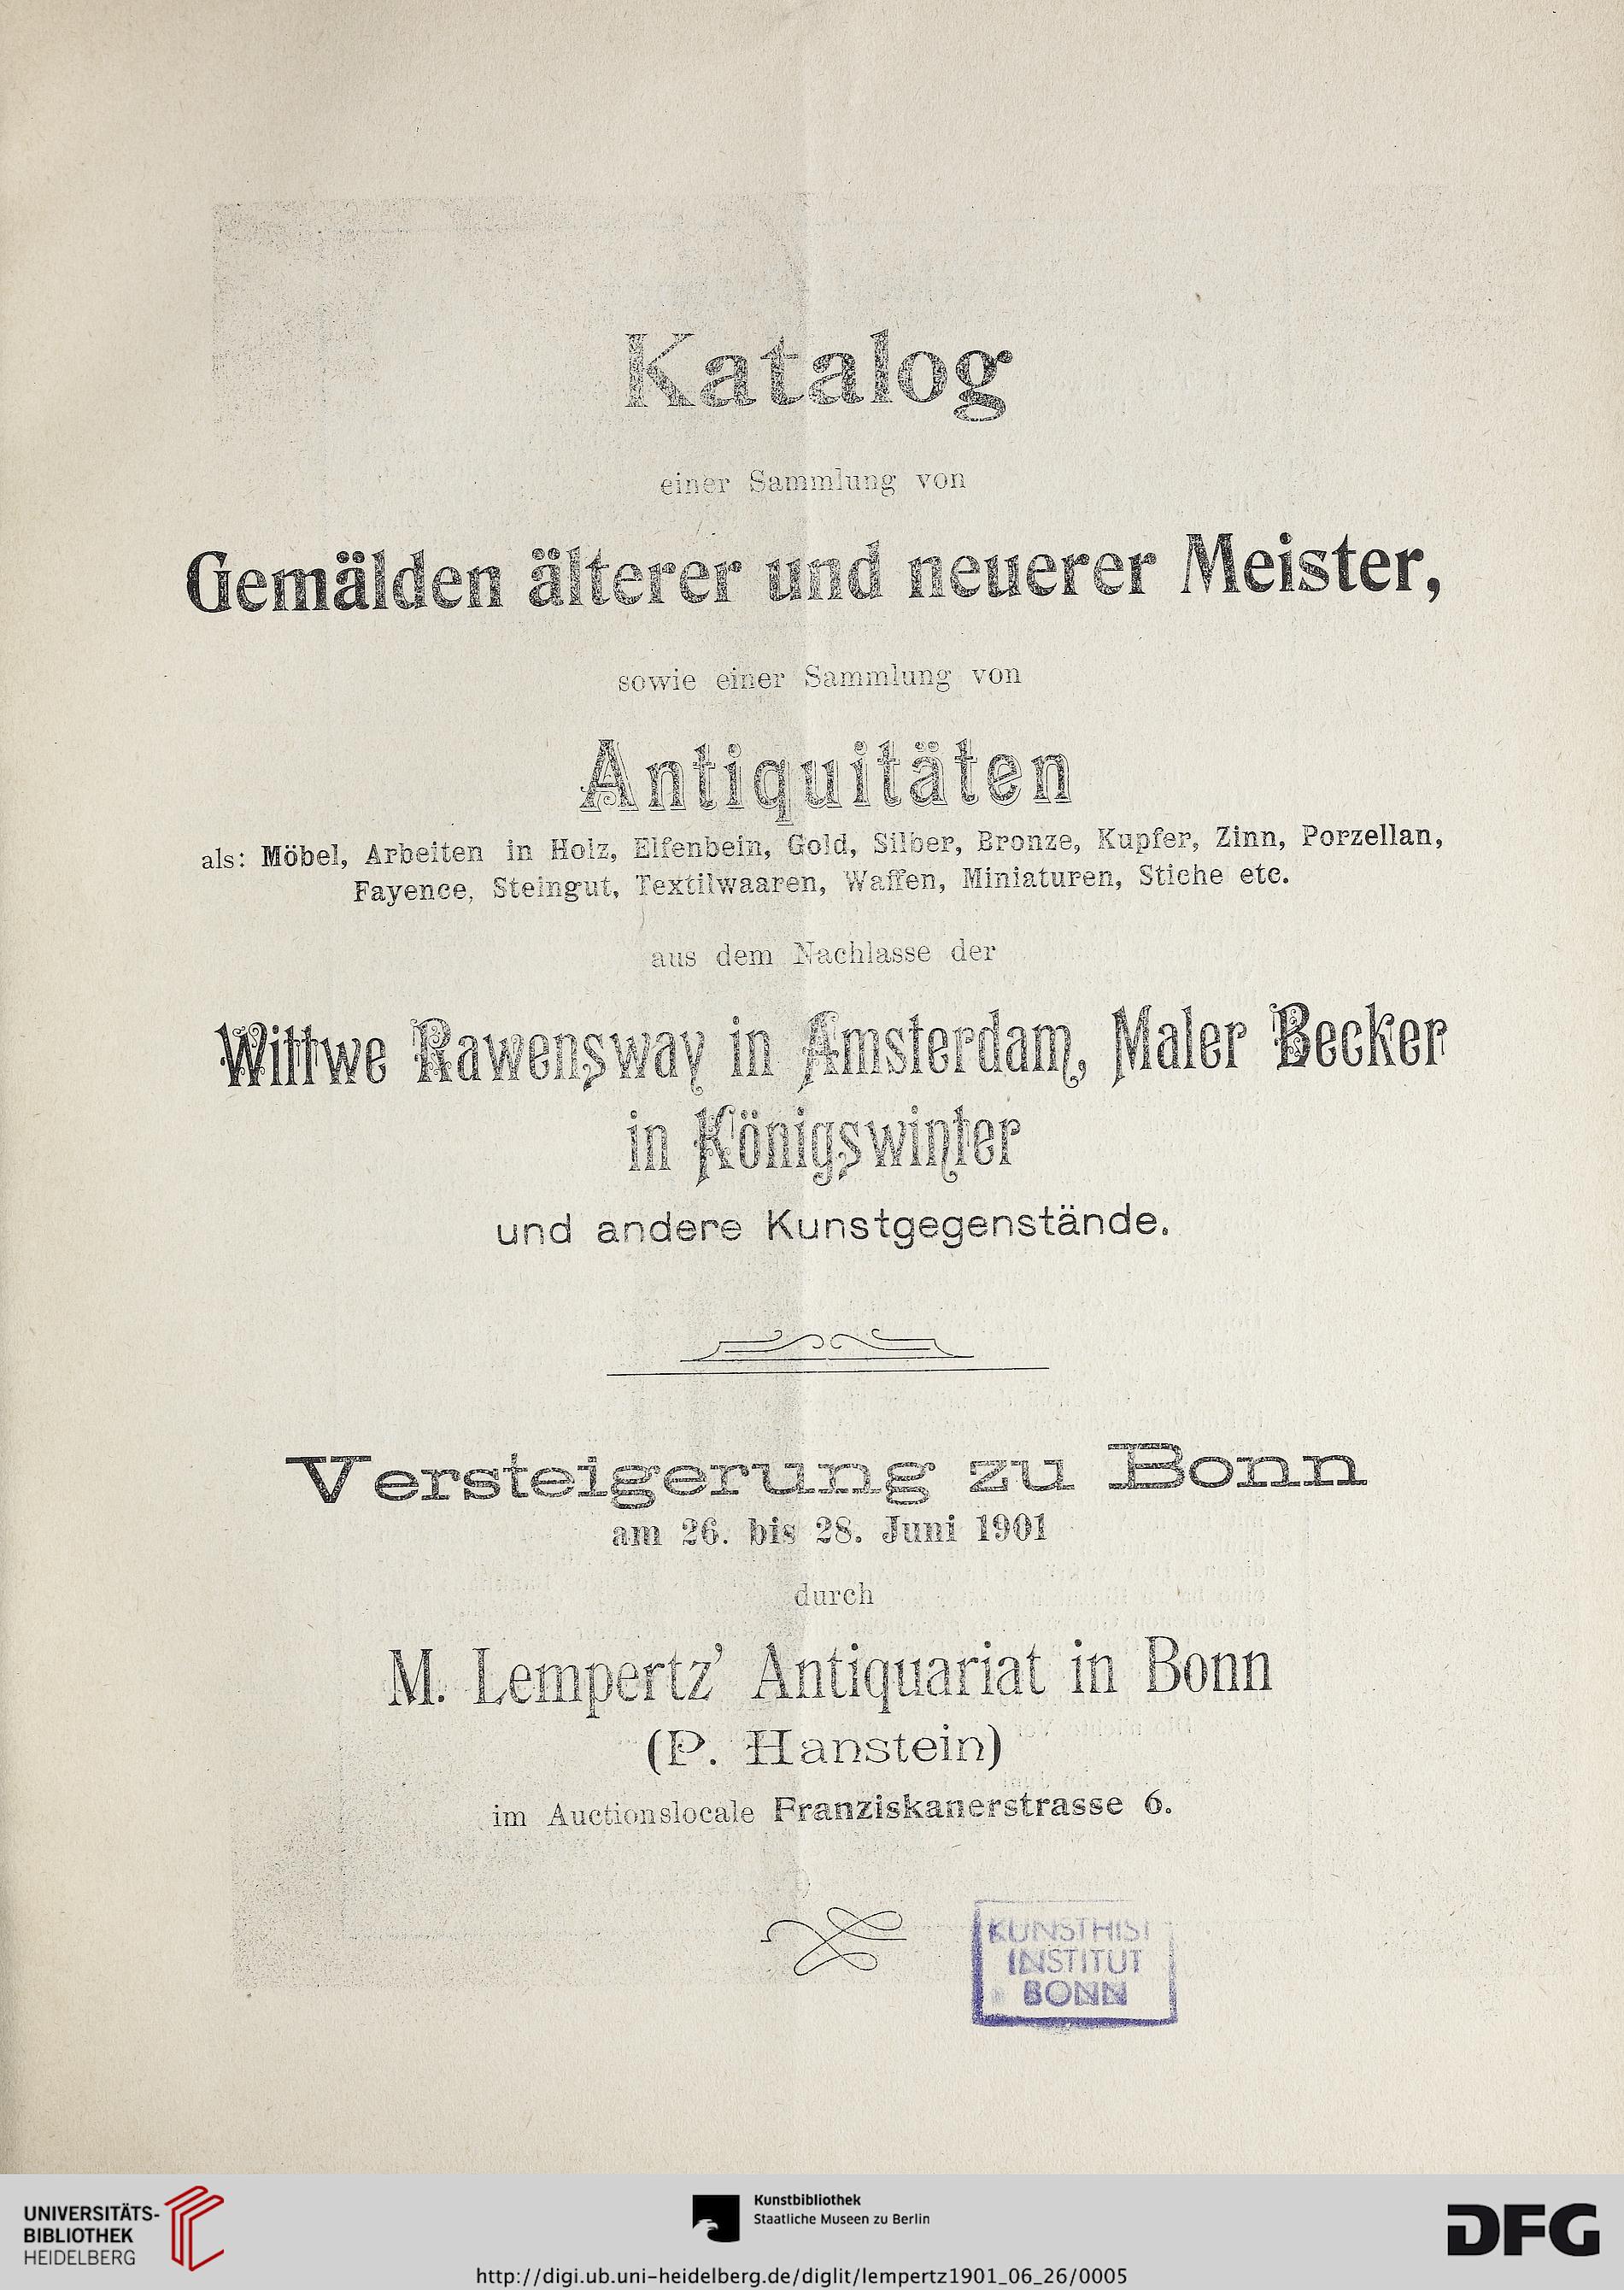 Katalog
einer Sammlung von
Gemälden älterer und neuerer Meister,
sowie einer Sammlung von
Antiquitäten
als: Möbel, Arbeiten in Holz, Elfenbein, Gold, Silber, Bronze, Kupfer, Zinn, Porzellan,
Fayence, Steingut, Textilwaaren, Waffen, Miniaturen, Stiche etc.
aus dem Nachlasse der
Wittwe Rawensway in Amsterdam, Maler Becker
in Königswinter
und andere Kunstgegenstände.
Versteigerung zu Bonn
am 26. bis 28. Juni 1901
durch
M. Lempertz' Antiquariat in Bonn
(P. Hanstein)
im Auctionslocale Franziskanerstrasse 6.
KUNSTHIST
INSTITUT
BONN
UNIVERSITÄTS-
BIBLIOTHEK
HEIDELBERG
Kunstbibliothek
Staatliche Museen zu Berlin
DFG
http://digi.ub.uni-heidelberg.de/diglit/lempertz1901_06_26/0005